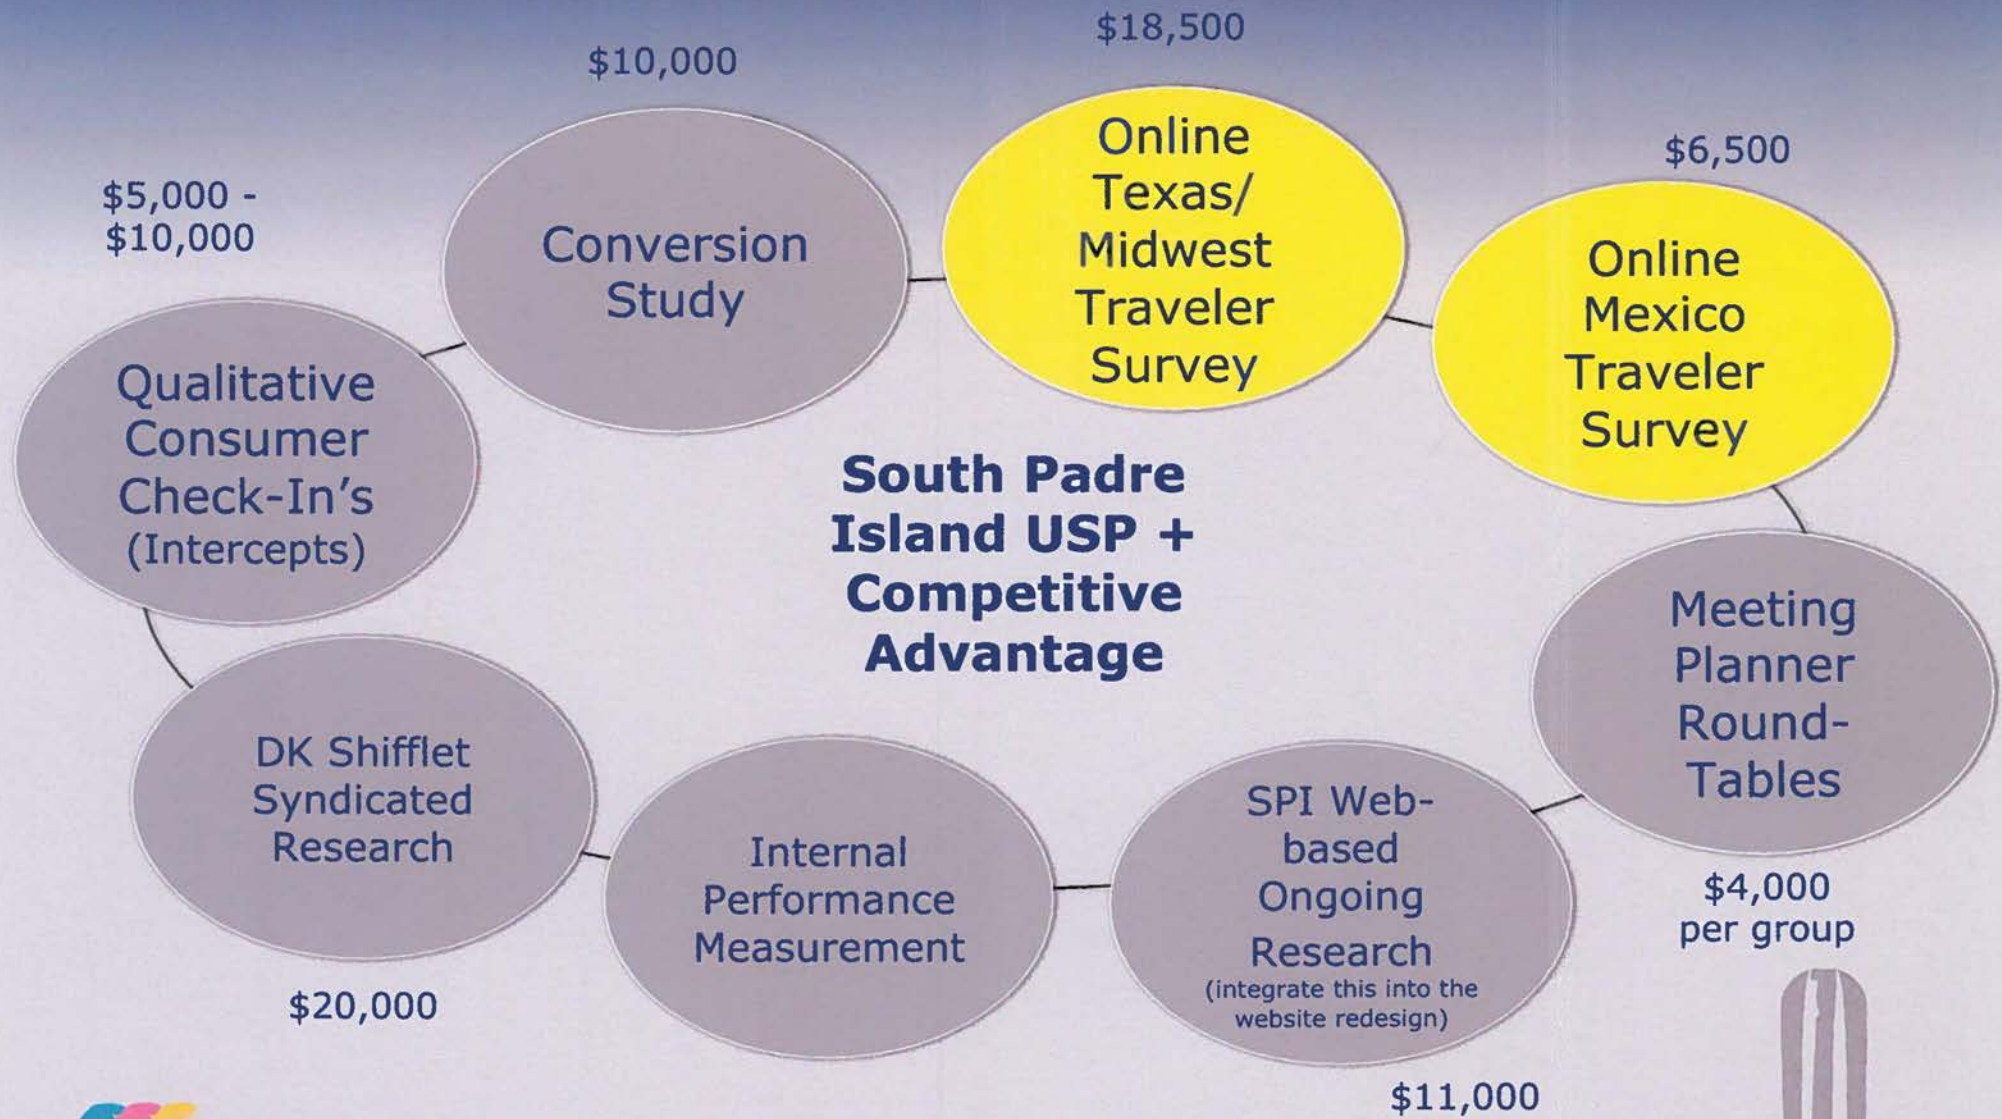 $18,500
$10,000
Online
Texas/
Midwest
Traveler
Survey
$6,500
$5,000 -
$10,000
Conversion
Study
Online
Mexico
Traveler
Survey
Qualitative
Consumer
Check-In's
(Intercepts)
South Padre
Island USP +
Competitive
Advantage
Meeting
Planner
Round-
Tables
$4,000
per group
DK Shifflet
Syndicated
Research
$20,000
Internal
Performance
Measurement
SPI Web-
based
Ongoing
Research
(integrate this into the
website redesign)
$11,000